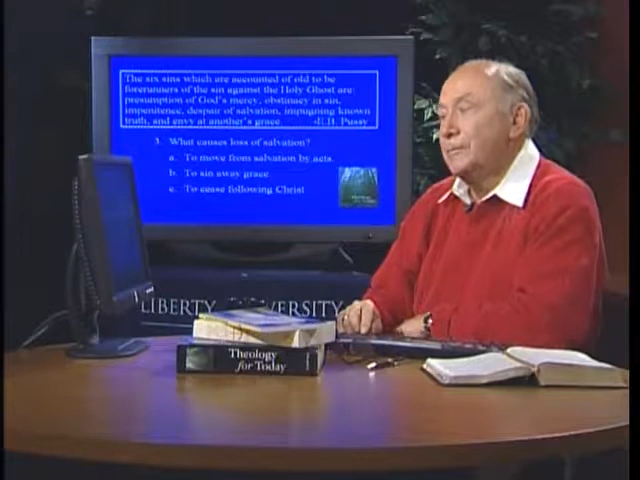 The six sins which are accounted of old to be
forerunners of the sin against the Holy Ghost are:
presumption of God's mercy, obstinacy in sin,
impenitence, despair of salvation, impugning known
truth, and envy at another's grace. -E.B. Pussy
3. What causes loss of salvation?
a. To move from salvation by acts.
b. To sin away grace
c. To cease following Christ
LIBERTY UNIVERSITY
Theology
for Today